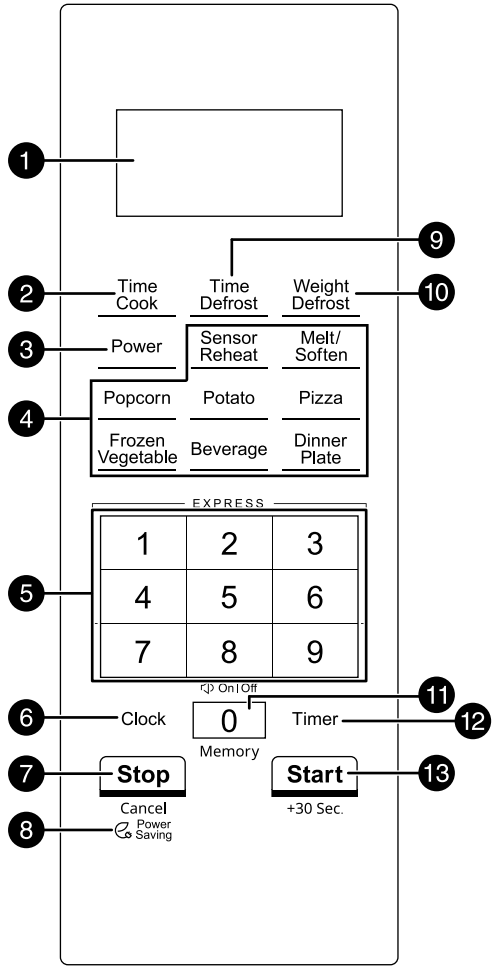 1
9
2
Time
Cook
Time
Defrost
Weight
Defrost
10
3
Power
Sensor
Reheat
Melt/
Soften
4
Popcorn
Potato
Pizza
Frozen
Vegetable
Beverage
Dinner
Plate
EXPRESS
1 2 3
5
4 5 6
7 8 9
On | Off
11
6
Clock
0
Timer
12
Memory
7
Stop
Start
13
Cancel
+30 Sec.
8
Power
Saving